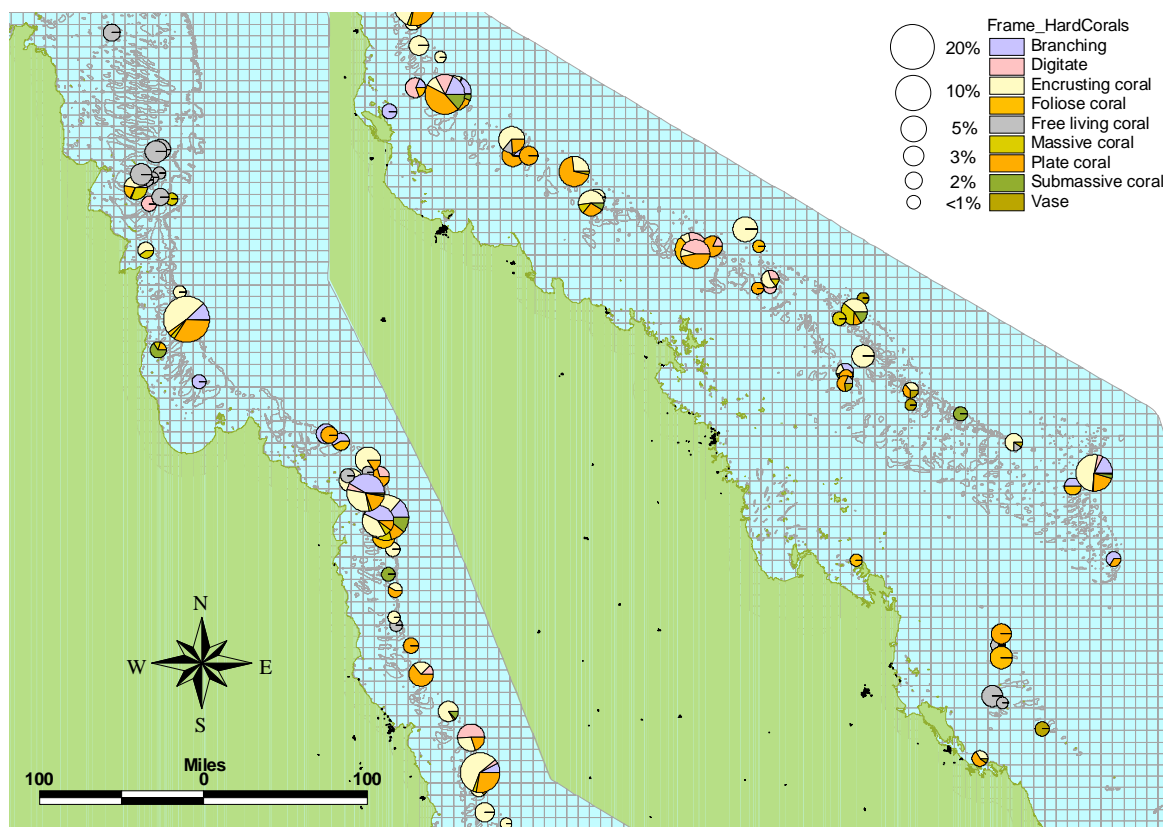 Frame_HardCorals
20%
10%
5%
3%
2%
<1%
Branching
Digitate
Encrusting coral
Foliose coral
Free living coral
Massive coral
Plate coral
Submassive coral
Vase
N
W
E
S
Miles
100
0
100